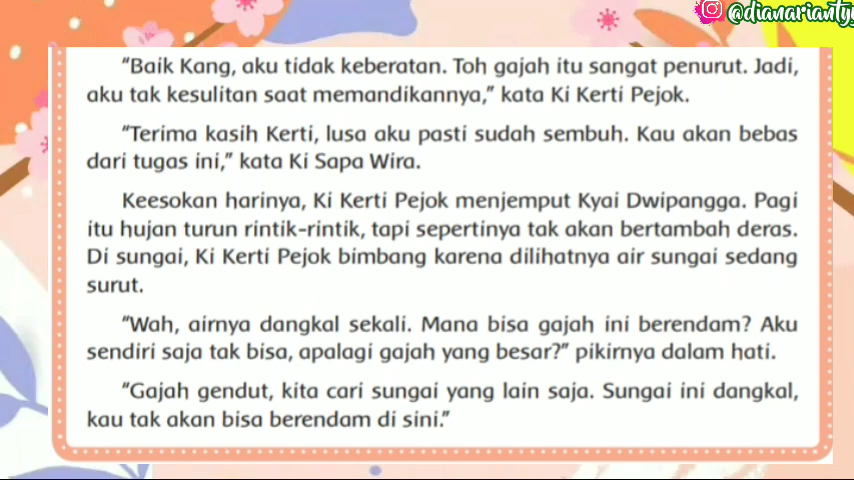 @dianarianty
"Baik Kang, aku tidak keberatan. Toh gajah itu sangat penurut. Jadi,
aku tak kesulitan saat memandikannya," kata Ki Kerti Pejok.
"Terima kasih Kerti, lusa aku pasti sudah sembuh. Kau akan bebas
dari tugas ini," kata Ki Sapa Wira.
Keesokan harinya, Ki Kerti Pejok menjemput Kyai Dwipangga. Pagi
itu hujan turun rintik-rintik, tapi sepertinya tak akan bertambah deras.
Di sungai, Ki Kerti Pejok bimbang karena dilihatnya air sungai sedang
surut.
"Wah, airnya dangkal sekali. Mana bisa gajah ini berendam? Aku
sendiri saja tak bisa, apalagi gajah yang besar?" pikirnya dalam hati.
"Gajah gendut, kita cari sungai yang lain saja. Sungai ini dangkal,
kau tak akan bisa berendam di sini."